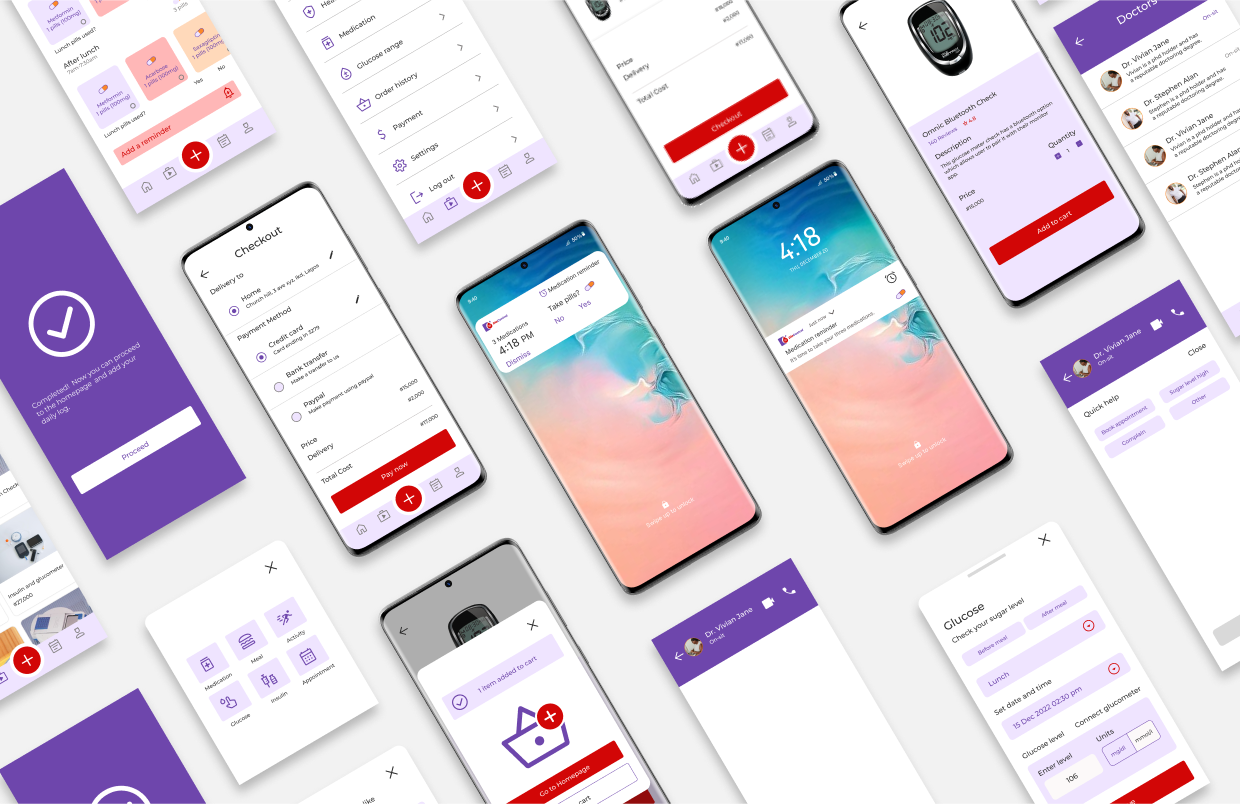 Metformin
1 pills (100mg)
3 pills
Lunch pills used?
After lunch
7am-7:30am
Metformin
1 pills (100mg)
Acarbose
1 pills (100mg)
Saxagliptin
1 pills (100mg)
Lunch pills used?
Yes
No
Add a reminder
Medication
Glucose range
Order history
Payment
Settings
Log out
₦15,000
₦2,000
₦17,000
Price
Delivery
Total Cost
Checkout
Omnic Bluetooth Check
140 Reviews
4.8
Description
This glucose meter check has a bluetooth option
which allows user to pair it with their monitor
app.
Quantity
1
Price
₦15,000
Add to cart
Doctors
On-sit
Dr. Vivian Jane
Vivian is a phd holder and has
a reputable doctoring degree.
On-sit
Dr. Stephen Alan
Stephen is a phd holder and has
a reputable doctoring degree.
Dr. Vivian Jane
Vivian is a phd holder and has
a reputable doctoring degree.
Dr. Stephen Alan
Stephen is a phd holder and has
a reputable doctoring degree.
Completed! Now you can proceed
to the homepage and add your
daily log.
Proceed
Checkout
Delivery to
Home
Church hill, 3 ave xyz, ikd, Lagos
Payment Method
Credit card
Card ending in 3279
Bank transfer
Make a transfer to us
Paypal
Make payment using paypal
Price
₦15,000
Delivery
₦2,000
Total Cost
₦17,000
Pay now
9:40
60%
Medication reminder
3 Medications
4:18 PM
Dismiss
Take pills?
No
Yes
Swipe up to unlock
9:40
60%
4:18
THU, DECEMBER 20
Just now
Medication reminder
It's time to take your three medications.
Swipe up to unlock
Dr. Vivian Jane
On-sit
Close
Quick help
Book appointment
Sugar level high
Complain
Other
Check
Insulin and glucometer
₦27,000
Medication
Meal
Activity
Glucose
Insulin
Appointment
1 item added to cart
Go to Homepage
cart
Dr. Vivian Jane
On-sit
Glucose
Check your sugar level
Before meal
After meal
Lunch
Set date and time
15 Dec 2022 02:30 pm
Glucose level
Connect glucometer
Enter level
106
Units
mg/dl
mmol/l
like